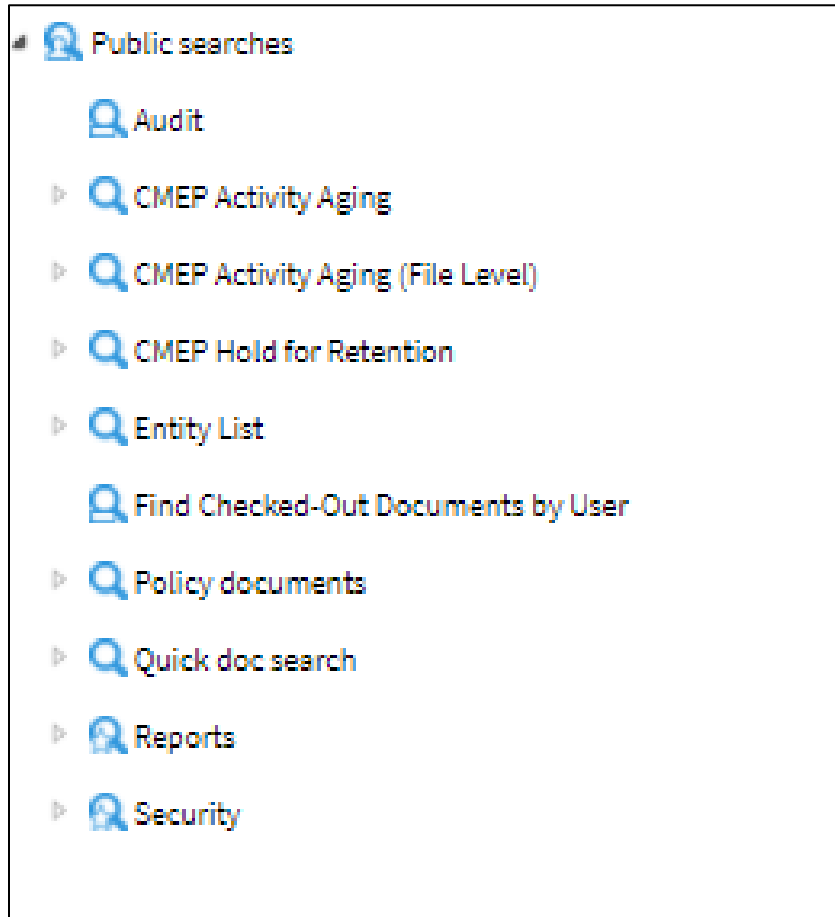 Public searches
Audit
CMEP Activity Aging
CMEP Activity Aging (File Level)
CMEP Hold for Retention
Entity List
Find Checked-Out Documents by User
Policy documents
Quick doc search
Reports
Security